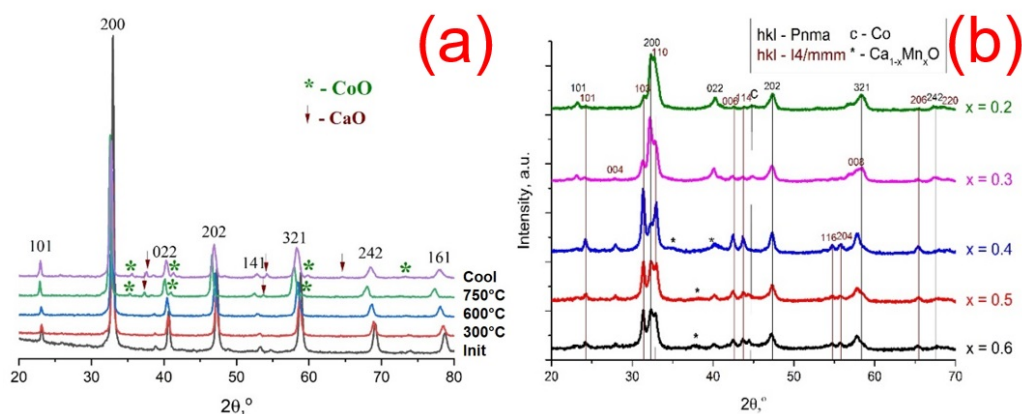 (a)
200
* - CoO
↓ - CaO
101
022
202
141
321
242
161
Cool
750°C
600°C
300°C
Init
20 30 40 50 60 70 80
2θ,°
(b)
hkl - Pnma c - Co
hkl - I4/mmm * - Ca1-xMnxO
200
110
101
101
103
022
006
114
C
202
321
206
242
220
x = 0.2
004
008
x = 0.3
116
204
x = 0.4
x = 0.5
x = 0.6
Intensity, a.u.
20 30 40 50 60 70
2θ,°